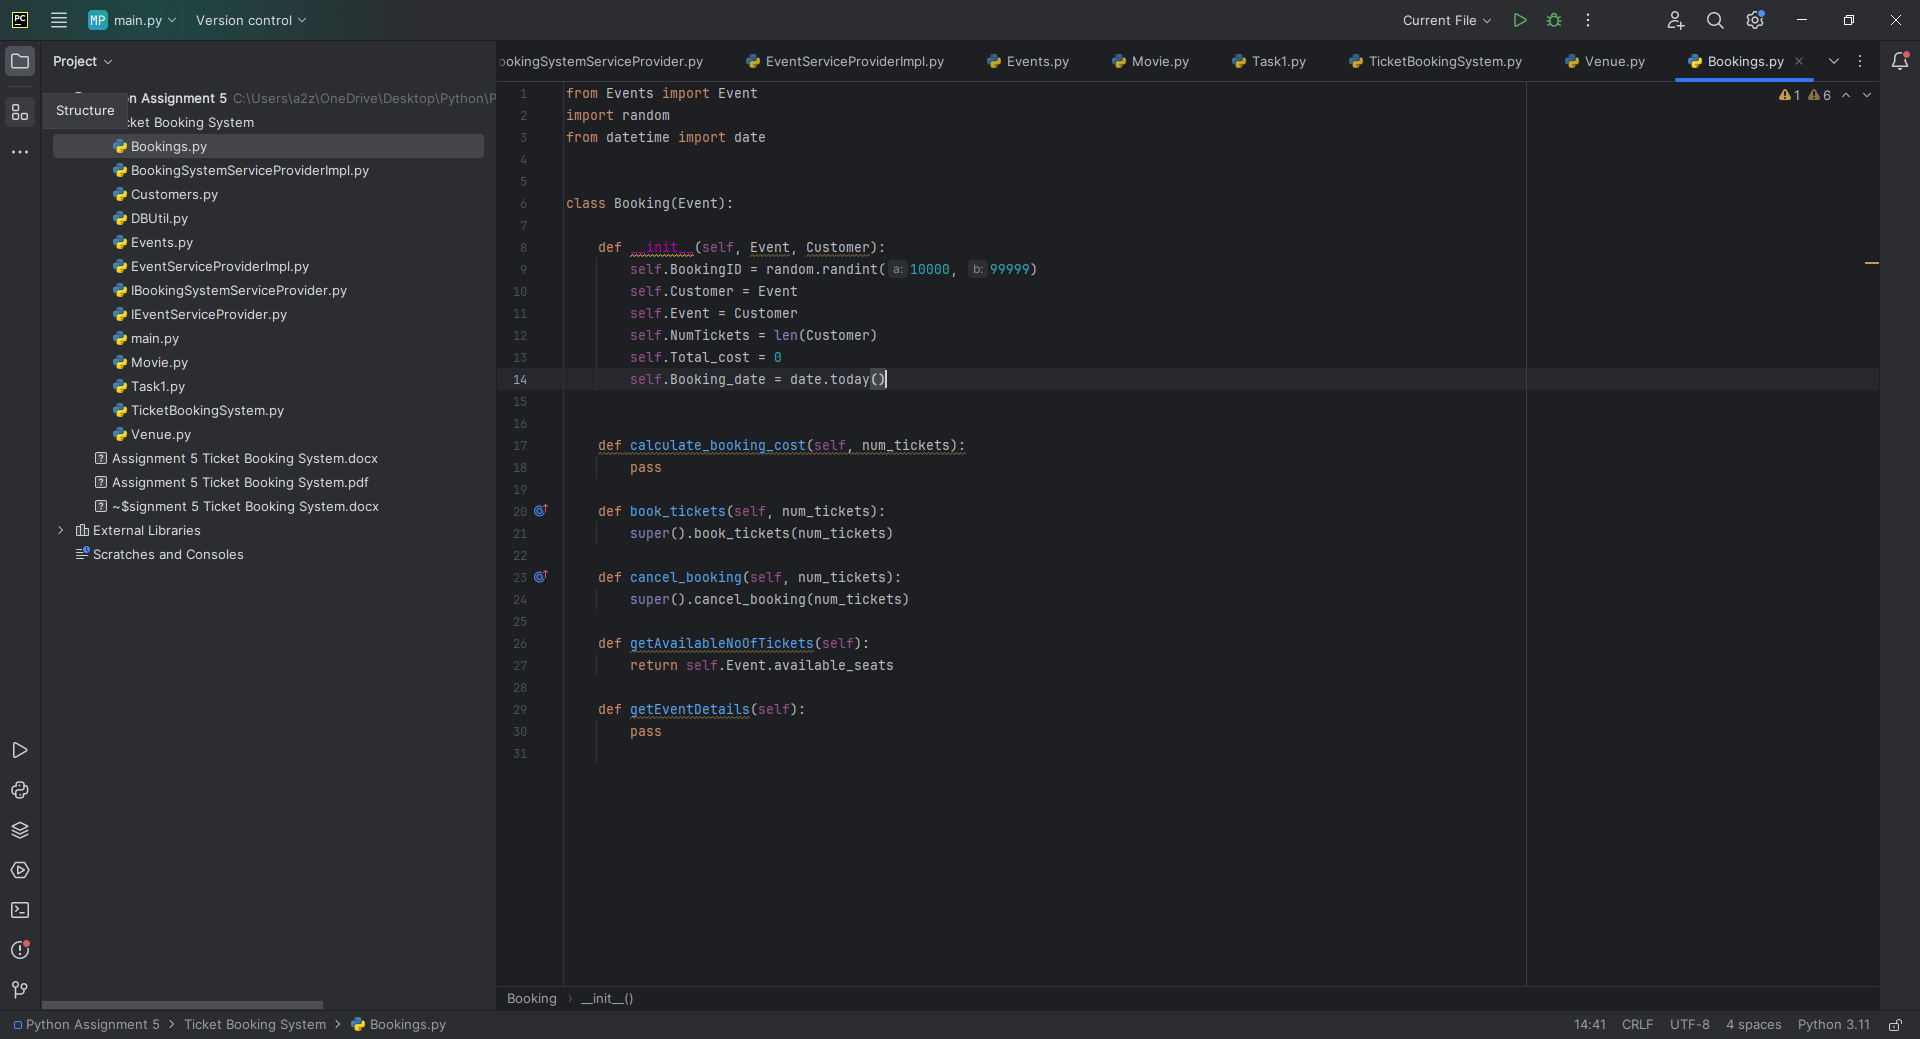 PC
MP main.py
Version control
Current File
Project
ookingSystemServiceProvider.py
EventServiceProviderImpl.py
Events.py
Movie.py
Task1.py
TicketBookingSystem.py
Venue.py
Bookings.py
on Assignment 5 C:\Users\a2z\OneDrive\Desktop\Python\P
Structure
cket Booking System
Bookings.py
BookingSystemServiceProviderImpl.py
Customers.py
DBUtil.py
Events.py
EventServiceProviderImpl.py
IBookingSystemServiceProvider.py
IEventServiceProvider.py
main.py
Movie.py
Task1.py
TicketBookingSystem.py
Venue.py
Assignment 5 Ticket Booking System.docx
Assignment 5 Ticket Booking System.pdf
~$signment 5 Ticket Booking System.docx
External Libraries
Scratches and Consoles
1 6
1 from Events import Event
2 import random
3 from datetime import date
4
5
6 class Booking(Event):
7
8 def __init__(self, Event, Customer):
9 self.BookingID = random.randint( a: 10000, b: 99999)
10 self.Customer = Event
11 self.Event = Customer
12 self.NumTickets = len(Customer)
13 self.Total_cost = 0
14 self.Booking_date = date.today()
15
16
17 def calculate_booking_cost(self, num_tickets):
18 pass
19
20 def book_tickets(self, num_tickets):
21 super().book_tickets(num_tickets)
22
23 def cancel_booking(self, num_tickets):
24 super().cancel_booking(num_tickets)
25
26 def getAvailableNoOfTickets(self):
27 return self.Event.available_seats
28
29 def getEventDetails(self):
30 pass
31
Booking › __init__()
Python Assignment 5 > Ticket Booking System > Bookings.py
14:41 CRLF UTF-8 4 spaces Python 3.11